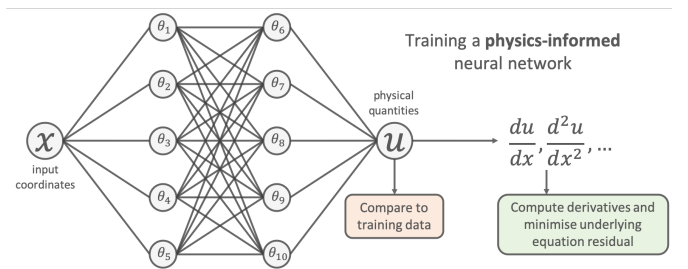 Training a physics-informed
neural network
θ₁
θ₂
θ₃
θ₄
θ₅
θ₆
θ₇
θ₈
θ₉
θ₁₀
x
input
coordinates
physical
quantities
u
du/dx, d²u/dx², ...
Compare to
training data
Compute derivatives and
minimise underlying
equation residual